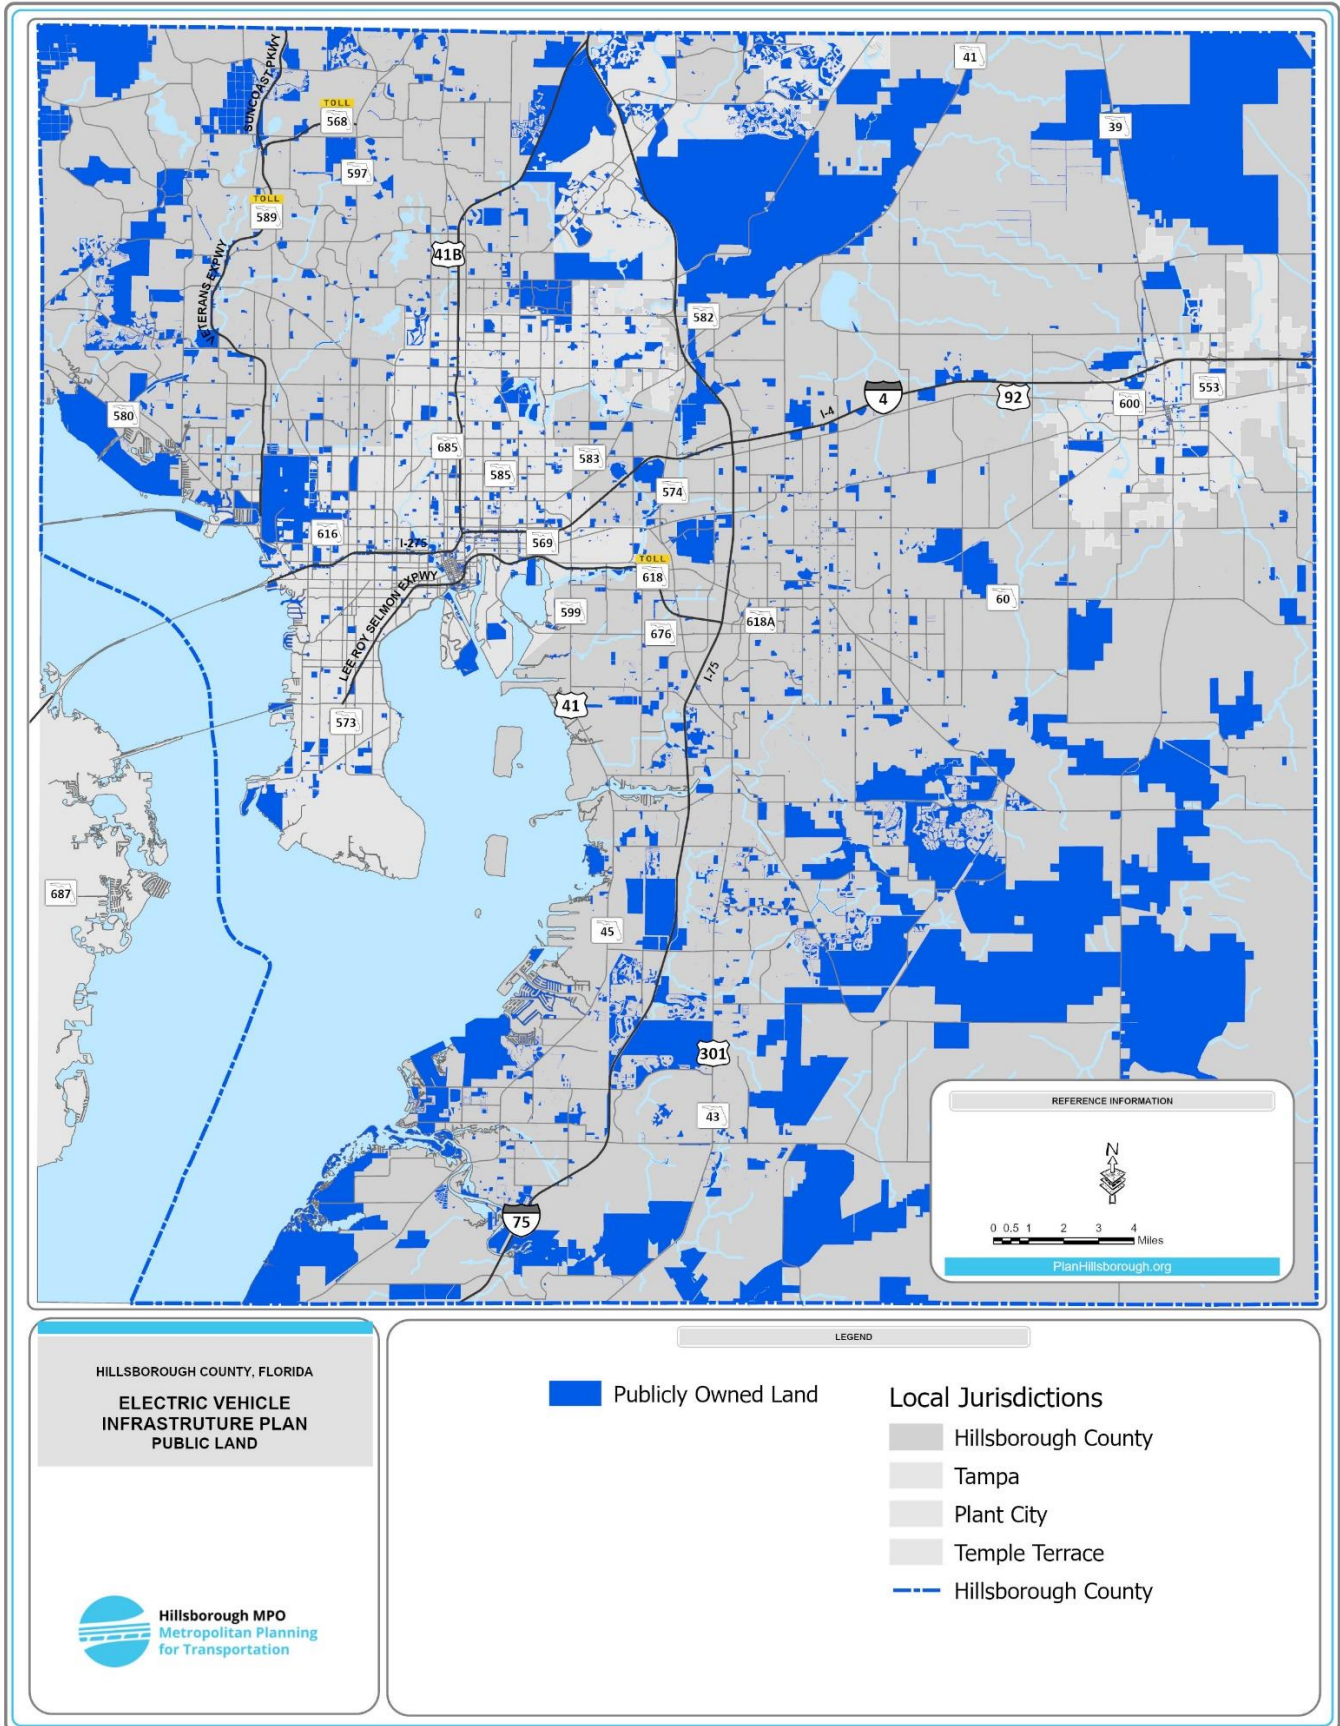 41
SUNCOAST PKWY
TOLL
568
39
597
TOLL
589
VETERANS EXPWY
41B
582
4
92
553
I-4
600
580
685
583
585
574
616
I-275
569
TOLL
618
LEE ROY SELMON EXPWY
60
599
618A
676
I-75
41
573
687
45
301
43
75
REFERENCE INFORMATION
N
0 0.5 1 2 3 4
Miles
PlanHillsborough.org
HILLSBOROUGH COUNTY, FLORIDA
ELECTRIC VEHICLE
INFRASTRUTURE PLAN
PUBLIC LAND
Hillsborough MPO
Metropolitan Planning
for Transportation
LEGEND
Publicly Owned Land
Local Jurisdictions
Hillsborough County
Tampa
Plant City
Temple Terrace
Hillsborough County